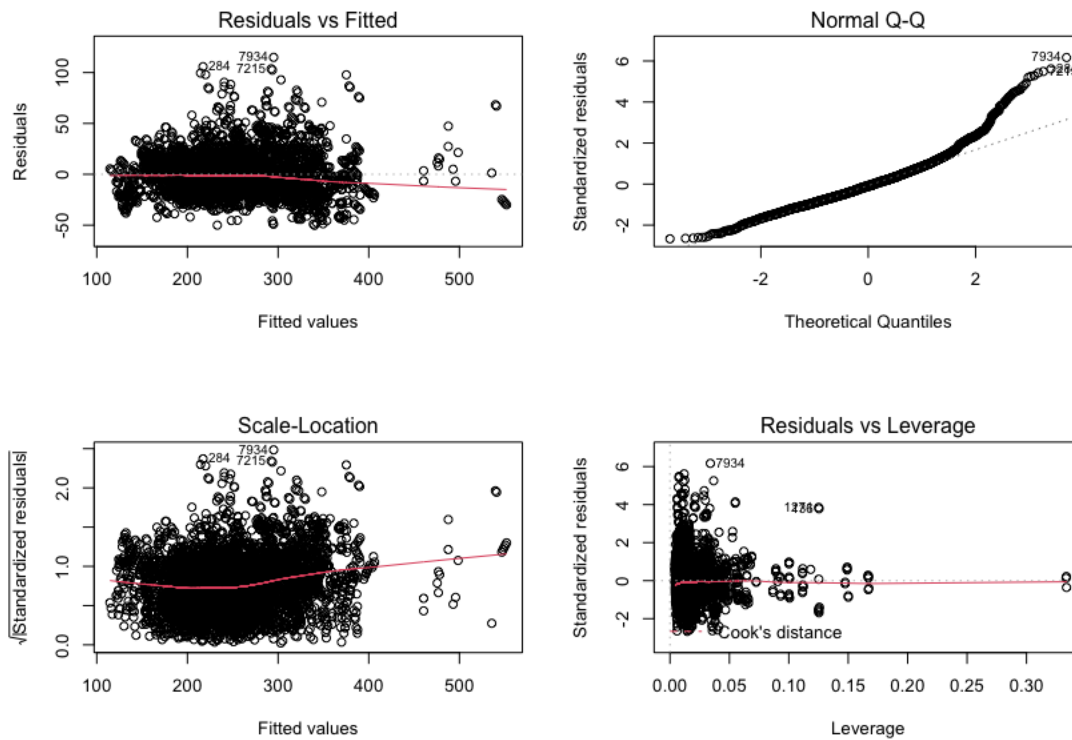 Residuals vs Fitted
Residuals
-50 0 50 100
7934
284
7215
100 200 300 400 500
Fitted values
Normal Q-Q
Standardized residuals
-2 0 2 4 6
7934
-2 0 2
Theoretical Quantiles
Scale-Location
√|Standardized residuals|
0.0 1.0 2.0
7934
284
7215
100 200 300 400 500
Fitted values
Residuals vs Leverage
Standardized residuals
-2 0 2 4 6
7934
Cook's distance
0.00 0.05 0.10 0.15 0.20 0.25 0.30
Leverage